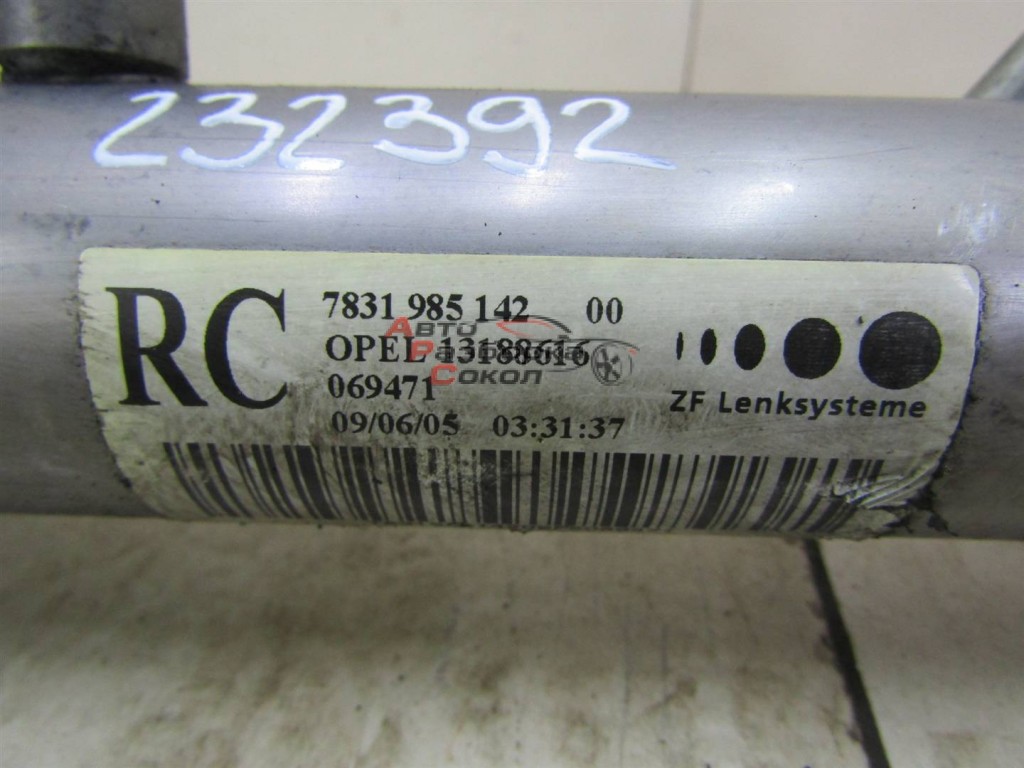 232392
RC
7831 985 142 00
OPEL 13188616
069471
09/06/05 03:31:37
ZF Lenksysteme
Авто
Разборка
Сокол